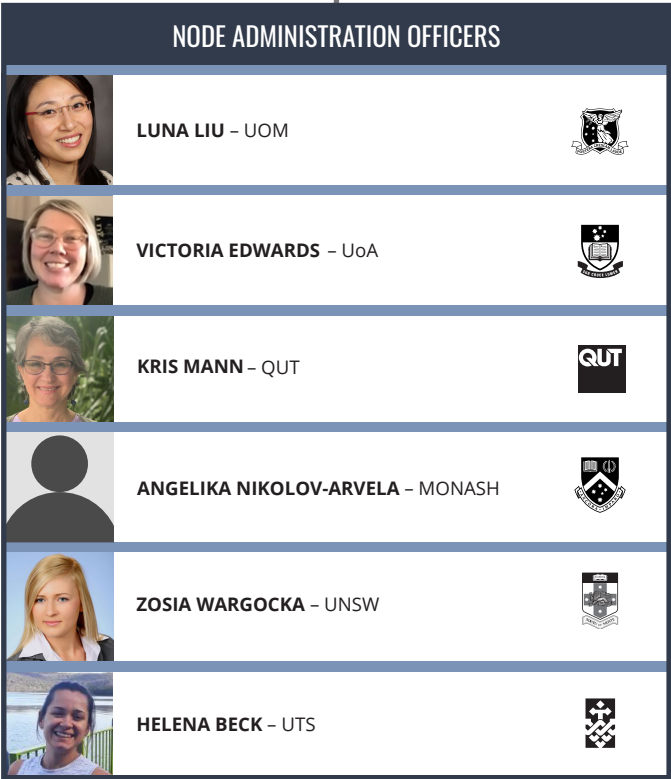 NODE ADMINISTRATION OFFICERS
LUNA LIU – UOM
VICTORIA EDWARDS – UoA
KRIS MANN – QUT
QUT
ANGELIKA NIKOLOV-ARVELA – MONASH
ZOSIA WARGOCKA – UNSW
HELENA BECK – UTS